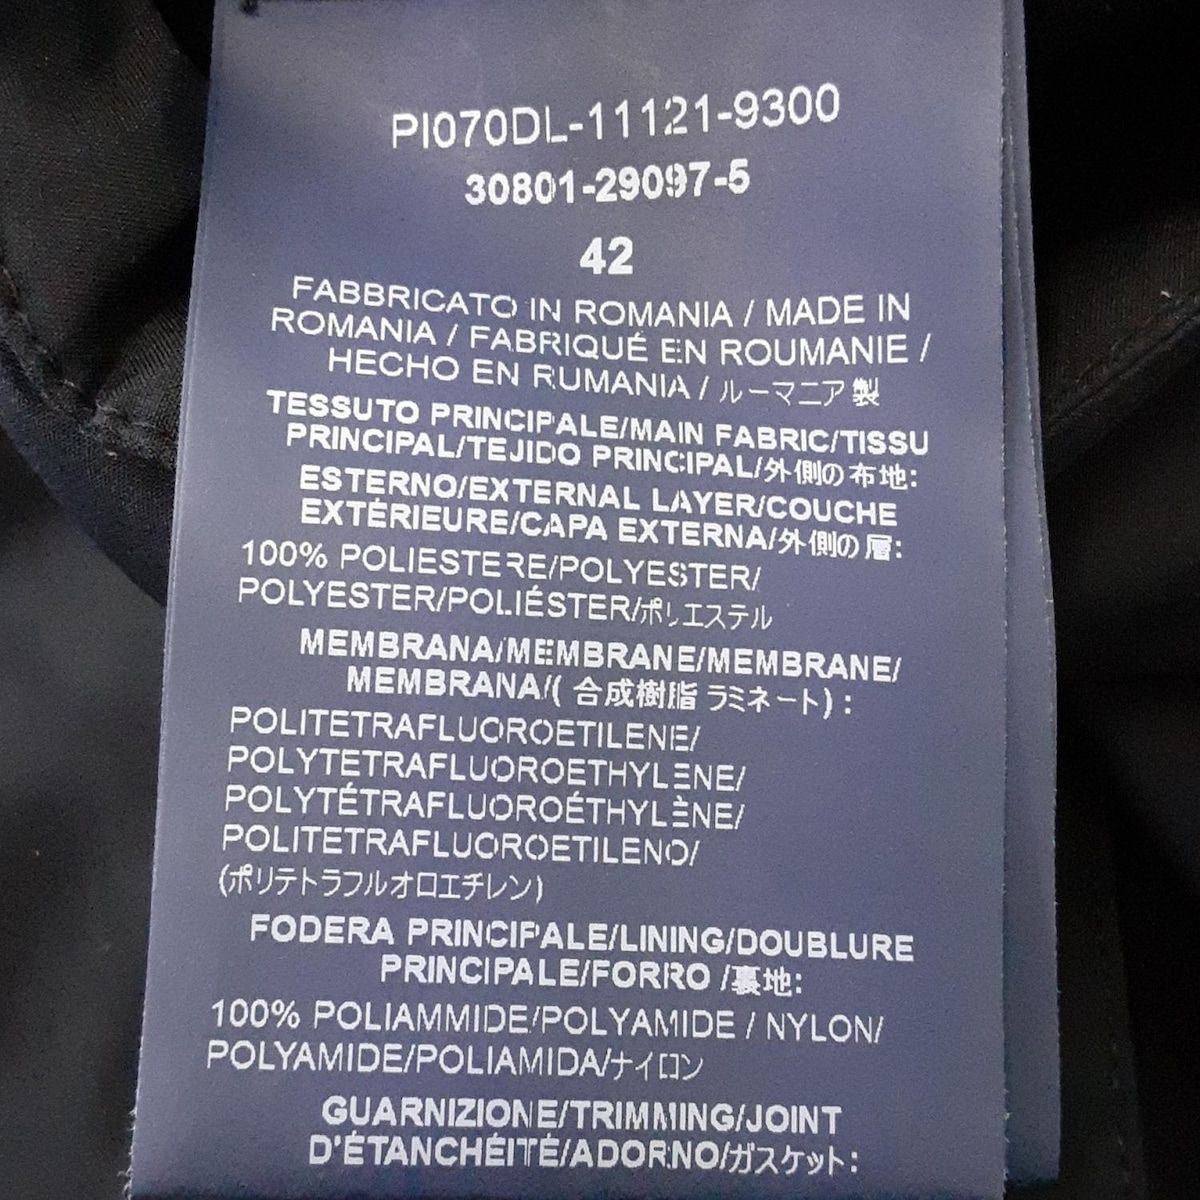 PI070DL-11121-9300
30801-29097-5
42
FABBRICATO IN ROMANIA / MADE IN
ROMANIA / FABRIQUÉ EN ROUMANIE /
HECHO EN RUMANIA / ルーマニア製
TESSUTO PRINCIPALE/MAIN FABRIC/TISSU
PRINCIPAL/TEJIDO PRINCIPAL/外側の布地:
ESTERNO/EXTERNAL LAYER/COUCHE
EXTÉRIEURE/CAPA EXTERNA/外側の層:
100% POLIESTERE/POLYESTER/
POLYESTER/POLIÉSTER/ポリエステル
MEMBRANA/MEMBRANE/MEMBRANE/
MEMBRANA/(合成樹脂 ラミネート):
POLITETRAFLUOROETILENE/
POLYTETRAFLUOROETHYLENE/
POLYTÉTRAFLUOROÉTHYLÈNE/
POLITETRAFLUOROETILENO/
(ポリテトラフルオロエチレン)
FODERA PRINCIPALE/LINING/DOUBLURE
PRINCIPALE/FORRO /裏地:
100% POLIAMMIDE/POLYAMIDE / NYLON/
POLYAMIDE/POLIAMIDA/ナイロン
GUARNIZIONE/TRIMMING/JOINT
D'ÉTANCHÉITÉ/ADORNO/ガスケット: